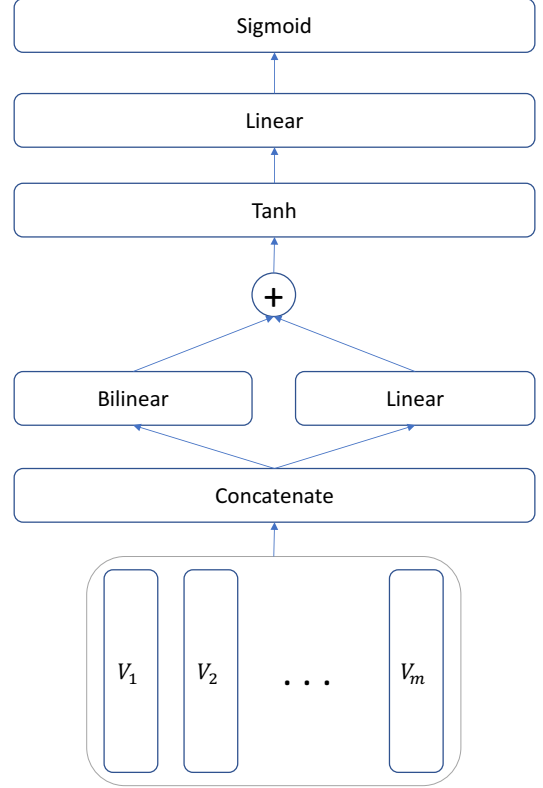 Sigmoid
Linear
Tanh
+
Bilinear Linear
Concatenate
V₁ V₂ . . . Vₘ